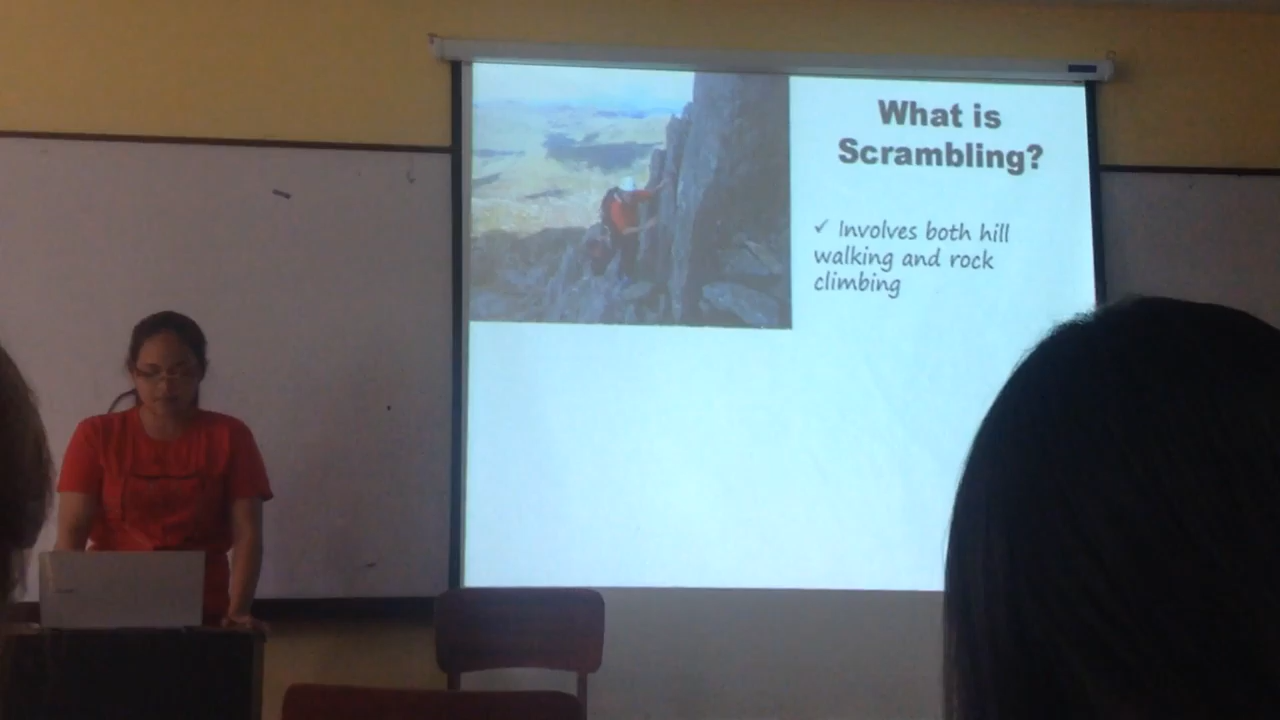 What is
Scrambling?
✓ Involves both hill
walking and rock
climbing